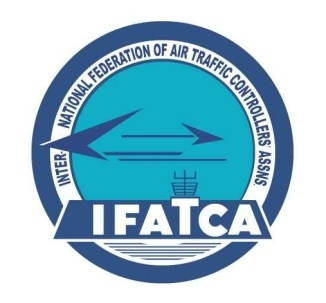 INTER-NATIONAL FEDERATION OF AIR TRAFFIC CONTROLLERS' ASSNS
IFATCA